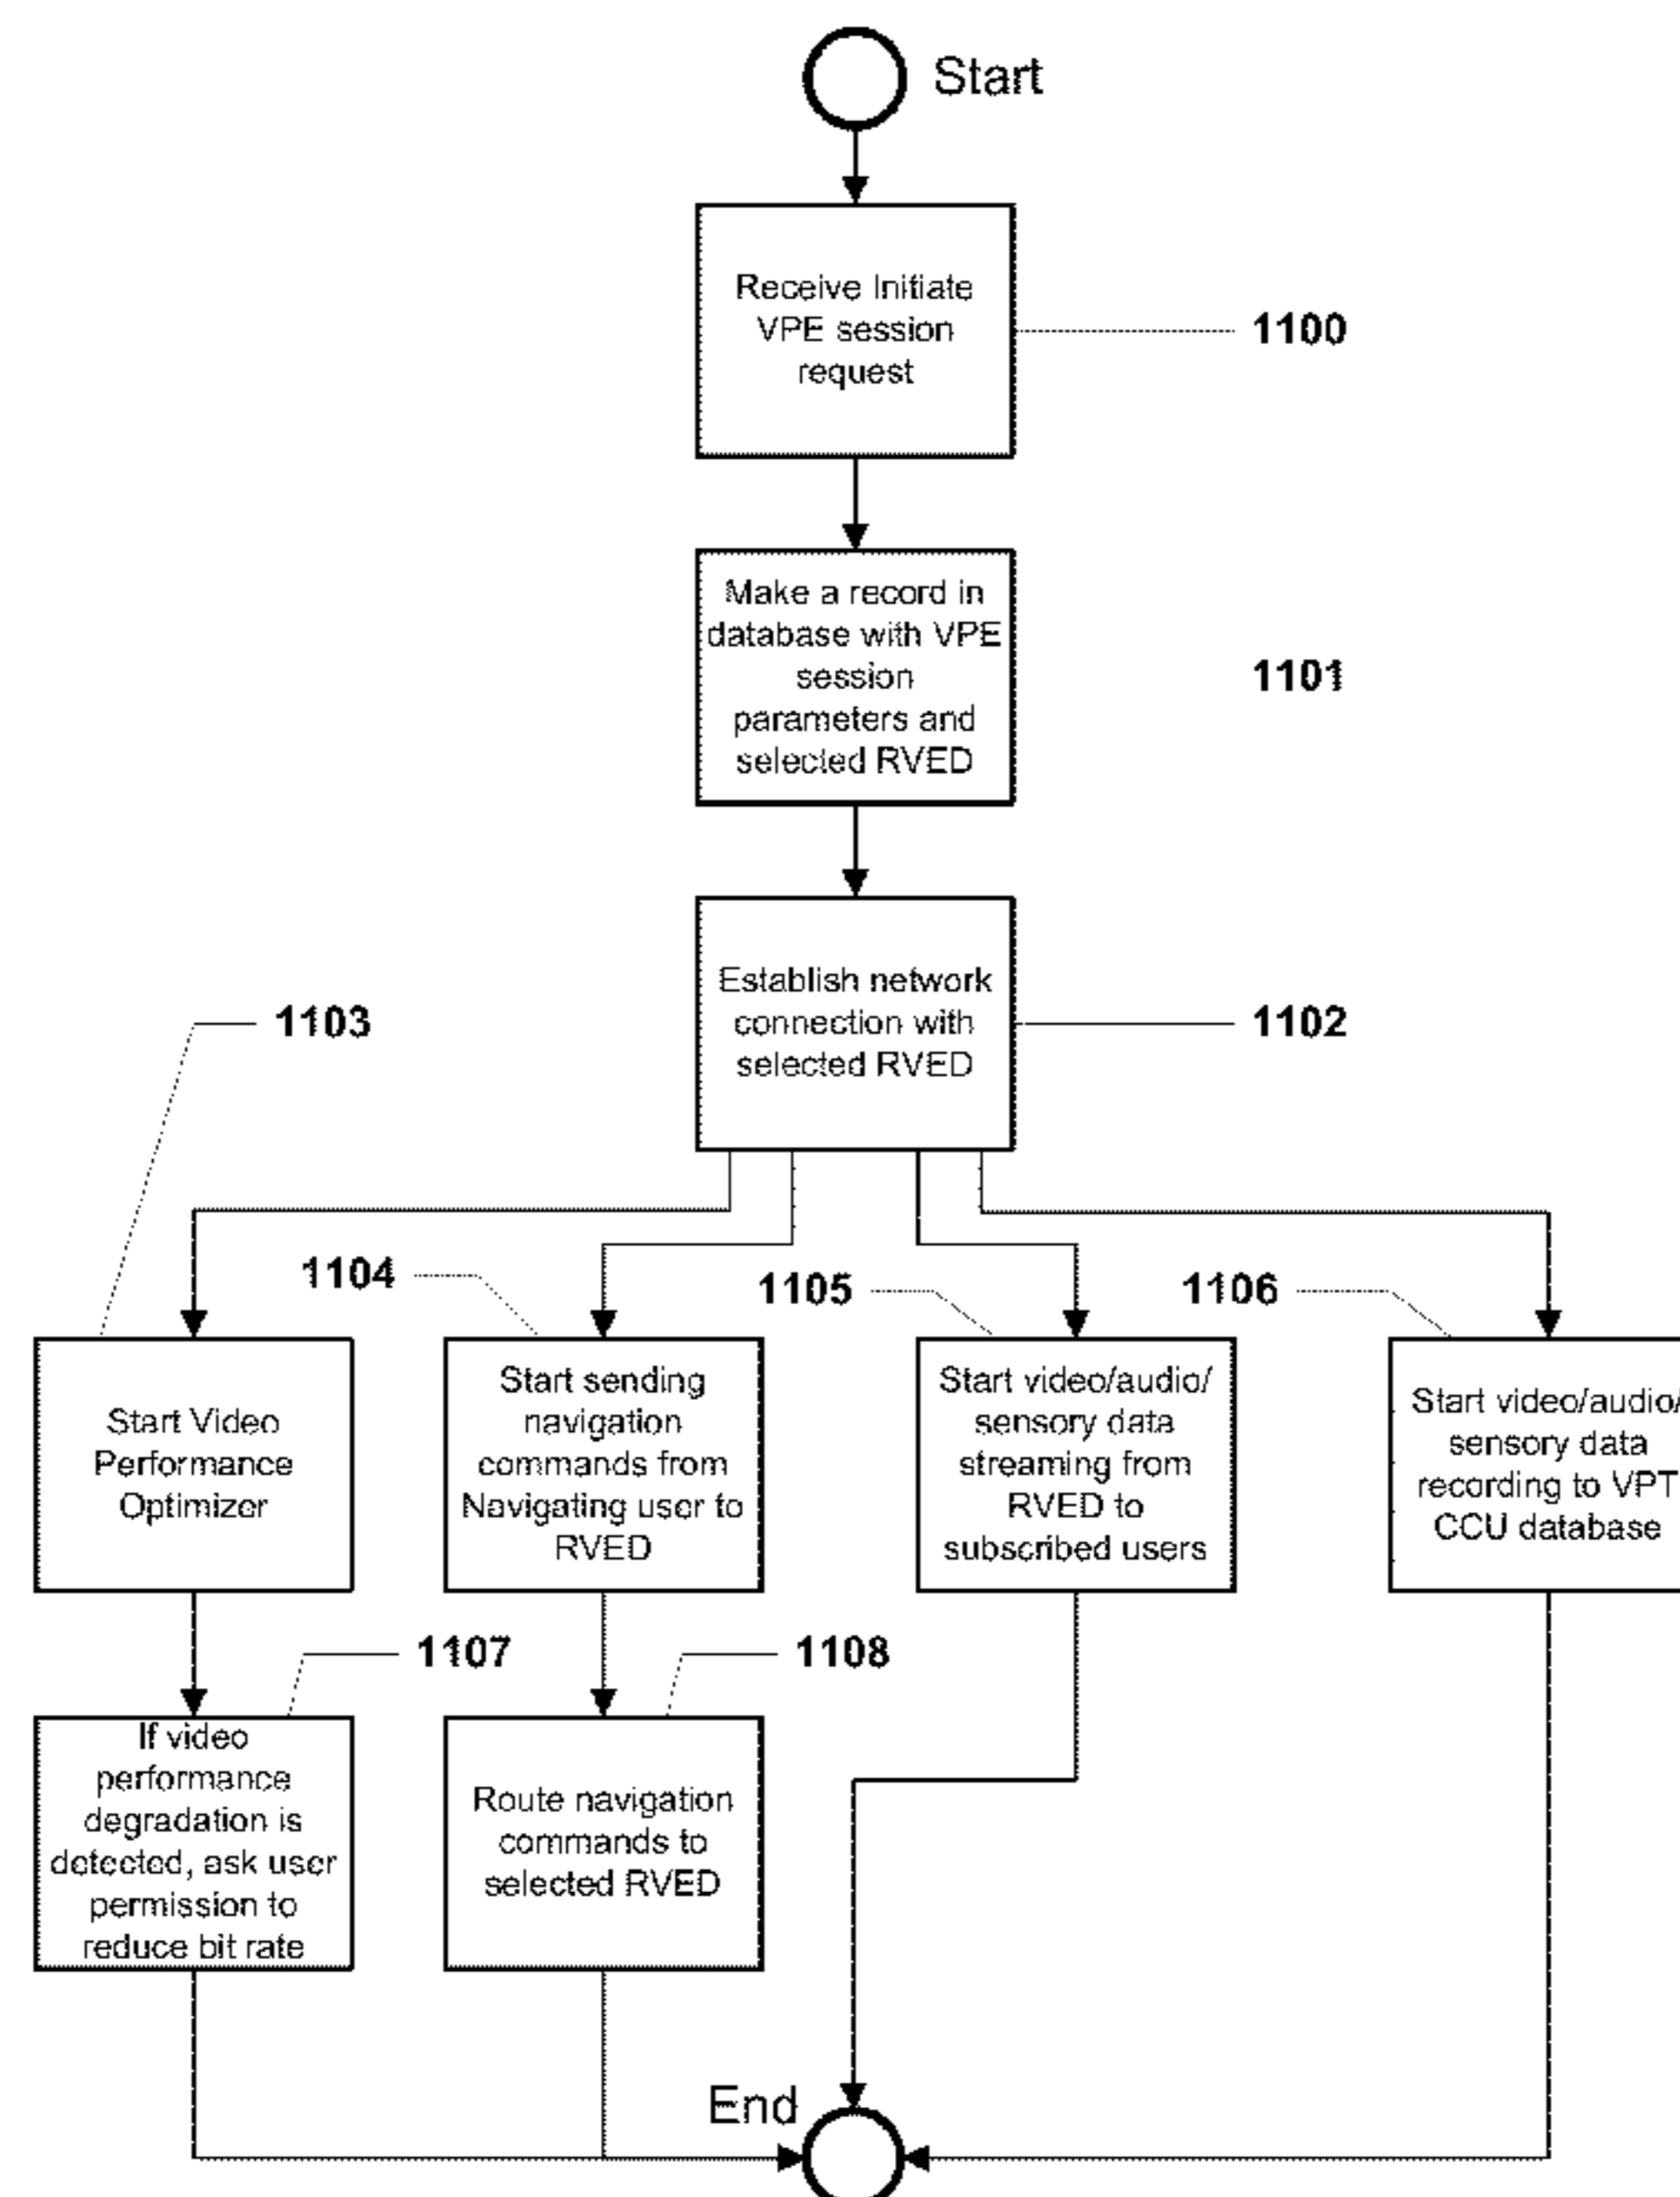 Start
Receive Initiate
VPE session
request
1100
Make a record in
database with VPE
session
parameters and
selected RVED
1101
Establish network
connection with
selected RVED
1102
1103
1104
1105
1106
Start Video
Performance
Optimizer
Start sending
navigation
commands from
Navigating user to
RVED
Start video/audio/
sensory data
streaming from
RVED to
subscribed users
Start video/audio/
sensory data
recording to VPT
CCU database
1107
1108
If video
performance
degradation is
detected, ask user
permission to
reduce bit rate
Route navigation
commands to
selected RVED
End